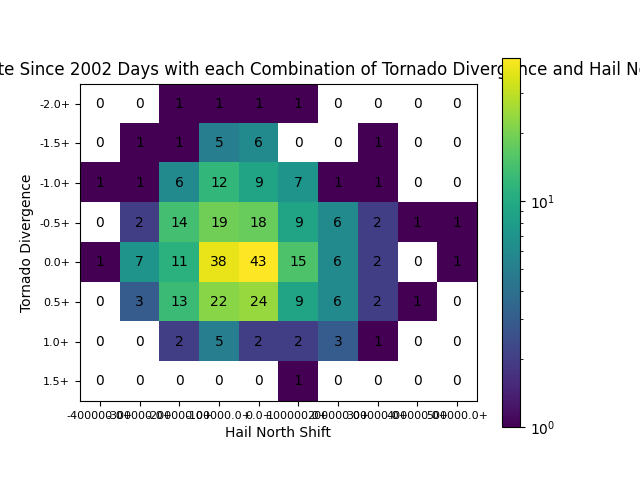 te Since 2002 Days with each Combination of Tornado Divergence and Hail N
-2.0+ 0 0 1 1 1 1 0 0 0 0
-1.5+ 0 1 1 5 6 0 0 1 0 0
-1.0+ 1 1 6 12 9 7 1 1 0 0
-0.5+ 0 2 14 19 18 9 6 2 1 1
0.0+ 1 7 11 38 43 15 6 2 0 1
0.5+ 0 3 13 22 24 9 6 2 1 0
1.0+ 0 0 2 5 2 2 3 1 0 0
1.5+ 0 0 0 0 0 1 0 0 0 0
Tornado Divergence
Hail North Shift
10¹
10⁰